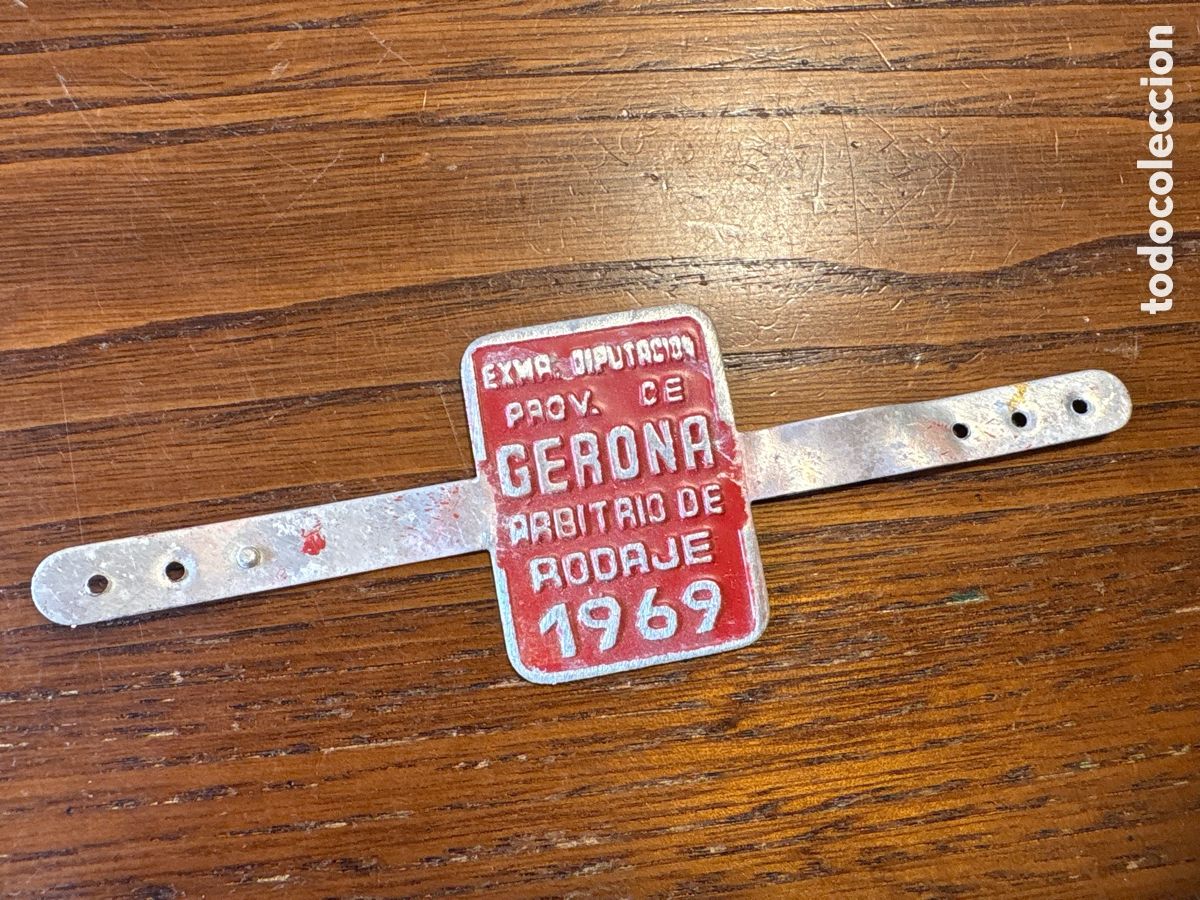 EXMA. DIPUTACION
PROV. DE
GERONA
ARBITRIO DE
RODAJE
1969
todocoleccion